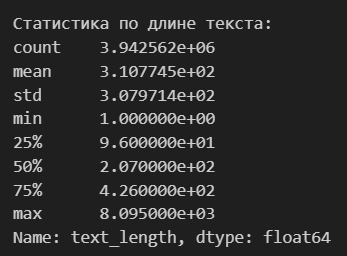 Статистика по длине текста:
count    3.942562e+06
mean     3.107745e+02
std      3.079714e+02
min      1.000000e+00
25%      9.600000e+01
50%      2.070000e+02
75%      4.260000e+02
max      8.095000e+03
Name: text_length, dtype: float64